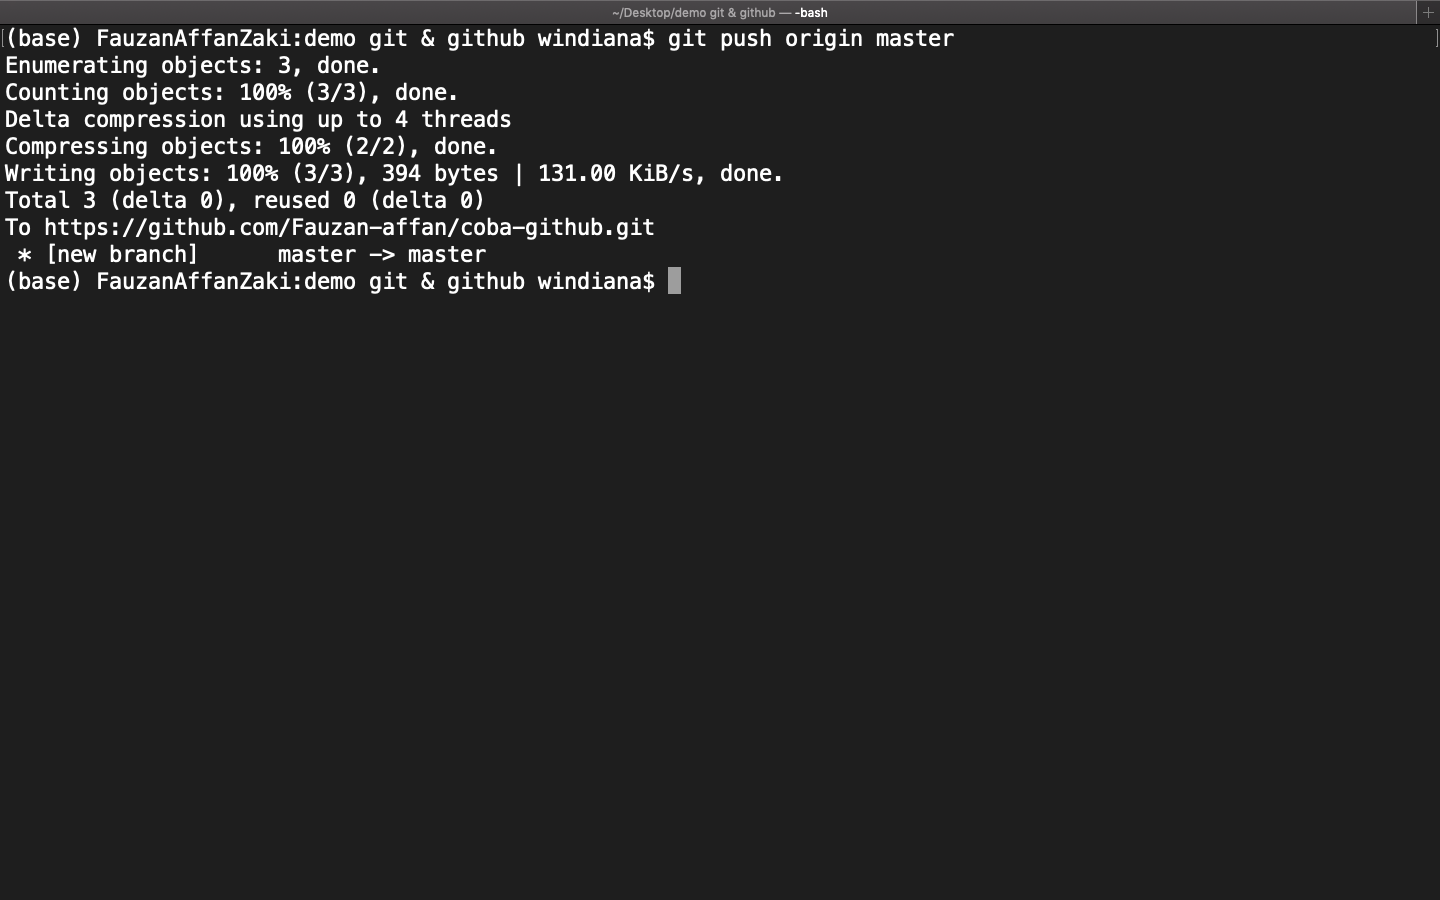 ~/Desktop/demo git & github — -bash
(base) FauzanAffanZaki:demo git & github windiana$ git push origin master
Enumerating objects: 3, done.
Counting objects: 100% (3/3), done.
Delta compression using up to 4 threads
Compressing objects: 100% (2/2), done.
Writing objects: 100% (3/3), 394 bytes | 131.00 KiB/s, done.
Total 3 (delta 0), reused 0 (delta 0)
To https://github.com/Fauzan-affan/coba-github.git
 * [new branch]      master -> master
(base) FauzanAffanZaki:demo git & github windiana$